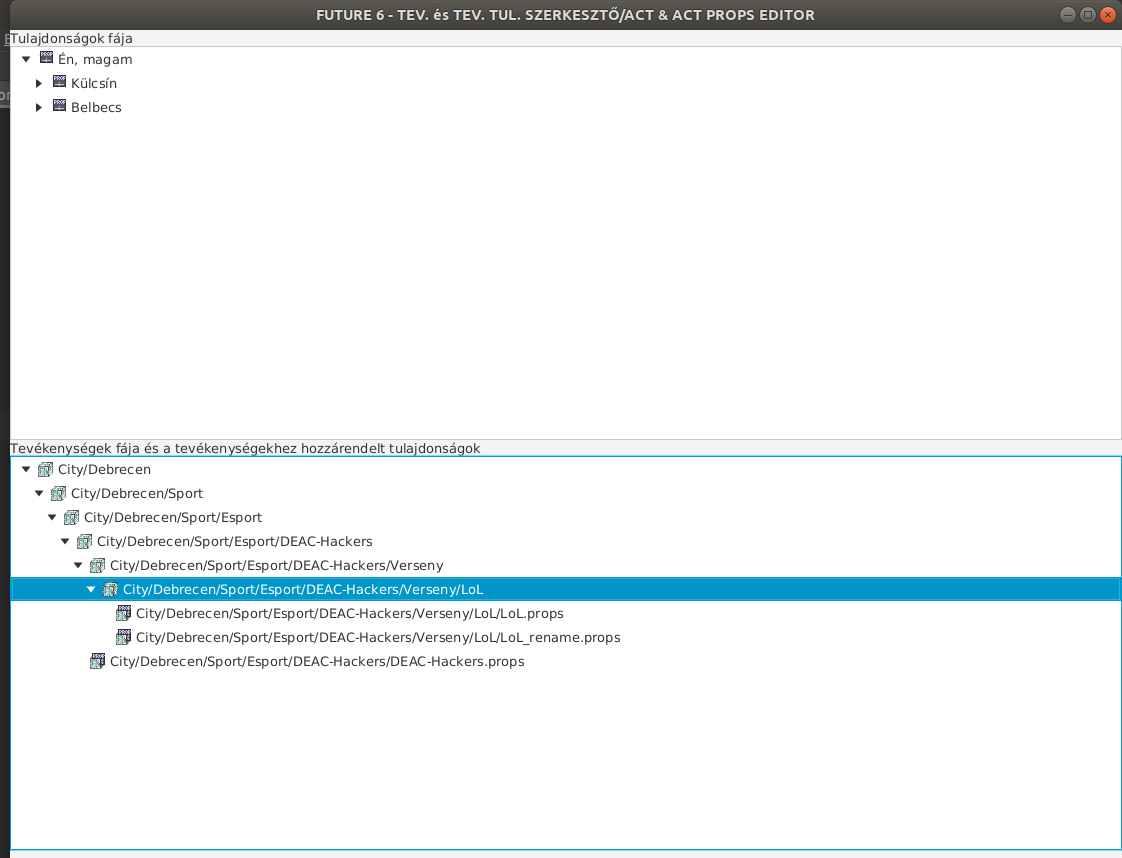 FUTURE 6 - TEV. és TEV. TUL. SZERKESZTŐ/ACT & ACT PROPS EDITOR
Tulajdonságok fája
Én, magam
Külcsín
Belbecs
Tevékenységek fája és a tevékenységekhez hozzárendelt tulajdonságok
City/Debrecen
City/Debrecen/Sport
City/Debrecen/Sport/Esport
City/Debrecen/Sport/Esport/DEAC-Hackers
City/Debrecen/Sport/Esport/DEAC-Hackers/Verseny
City/Debrecen/Sport/Esport/DEAC-Hackers/Verseny/LoL
City/Debrecen/Sport/Esport/DEAC-Hackers/Verseny/LoL/LoL.props
City/Debrecen/Sport/Esport/DEAC-Hackers/Verseny/LoL/LoL_rename.props
City/Debrecen/Sport/Esport/DEAC-Hackers/DEAC-Hackers.props